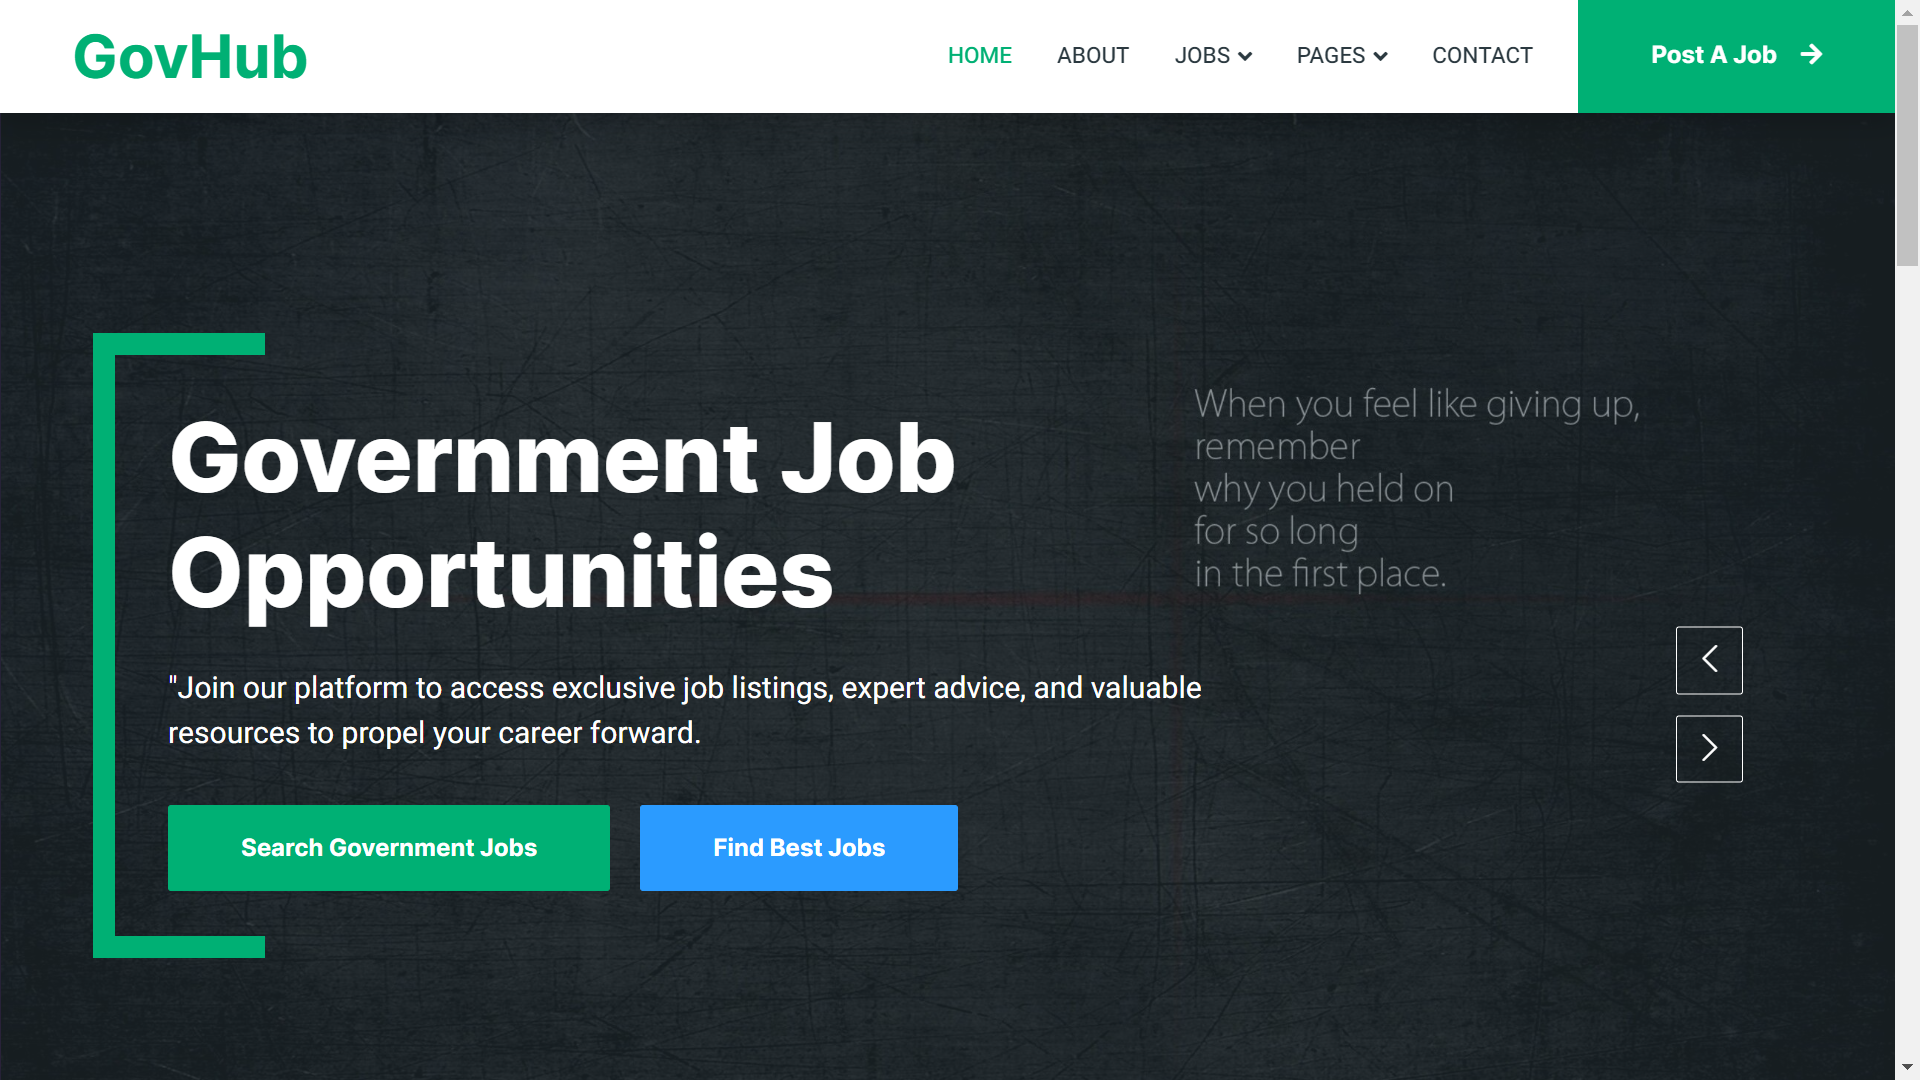 GovHub
HOME ABOUT JOBS PAGES CONTACT
Post A Job
Government Job
Opportunities
"Join our platform to access exclusive job listings, expert advice, and valuable
resources to propel your career forward.
Search Government Jobs
Find Best Jobs
When you feel like giving up,
remember
why you held on
for so long
in the first place.